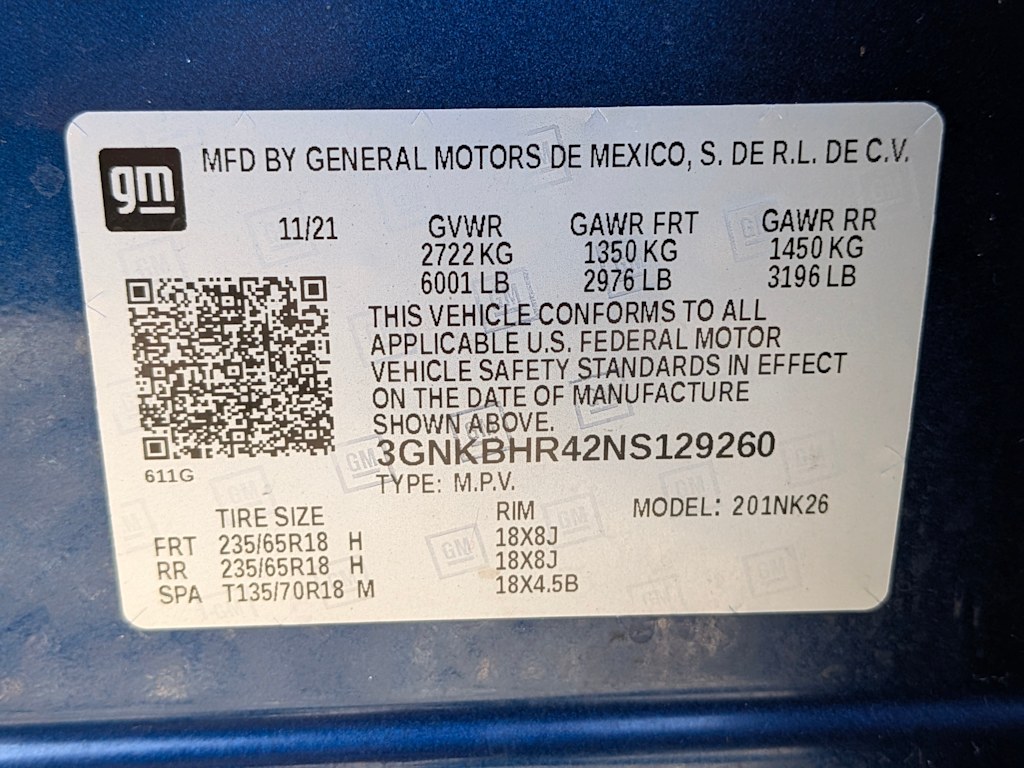 gm MFD BY GENERAL MOTORS DE MEXICO, S. DE R.L. DE C.V.
11/21 GVWR GAWR FRT GAWR RR
2722 KG 1350 KG 1450 KG
6001 LB 2976 LB 3196 LB
THIS VEHICLE CONFORMS TO ALL
APPLICABLE U.S. FEDERAL MOTOR
VEHICLE SAFETY STANDARDS IN EFFECT
ON THE DATE OF MANUFACTURE
SHOWN ABOVE.
3GNKBHR42NS129260
611G
TYPE: M.P.V.
TIRE SIZE RIM MODEL: 201NK26
FRT 235/65R18 H 18X8J
RR 235/65R18 H 18X8J
SPA T135/70R18 M 18X4.5B